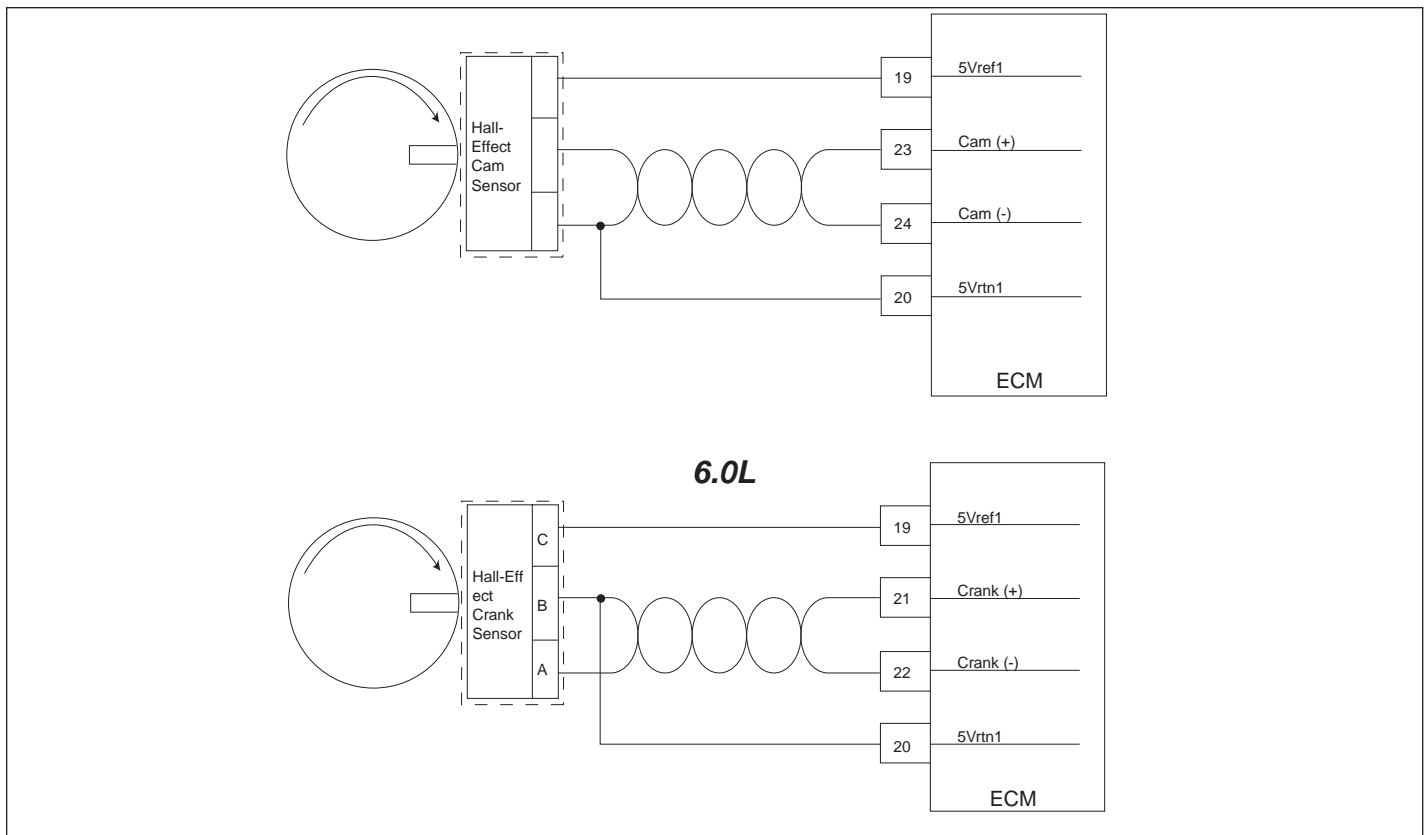 Hall-
Effect
Cam
Sensor
19
5Vref1
23
Cam (+)
24
Cam (-)
20
5Vrtn1
ECM
6.0L
Hall-Eff
ect
Crank
Sensor
C
B
A
19
5Vref1
21
Crank (+)
22
Crank (-)
20
5Vrtn1
ECM